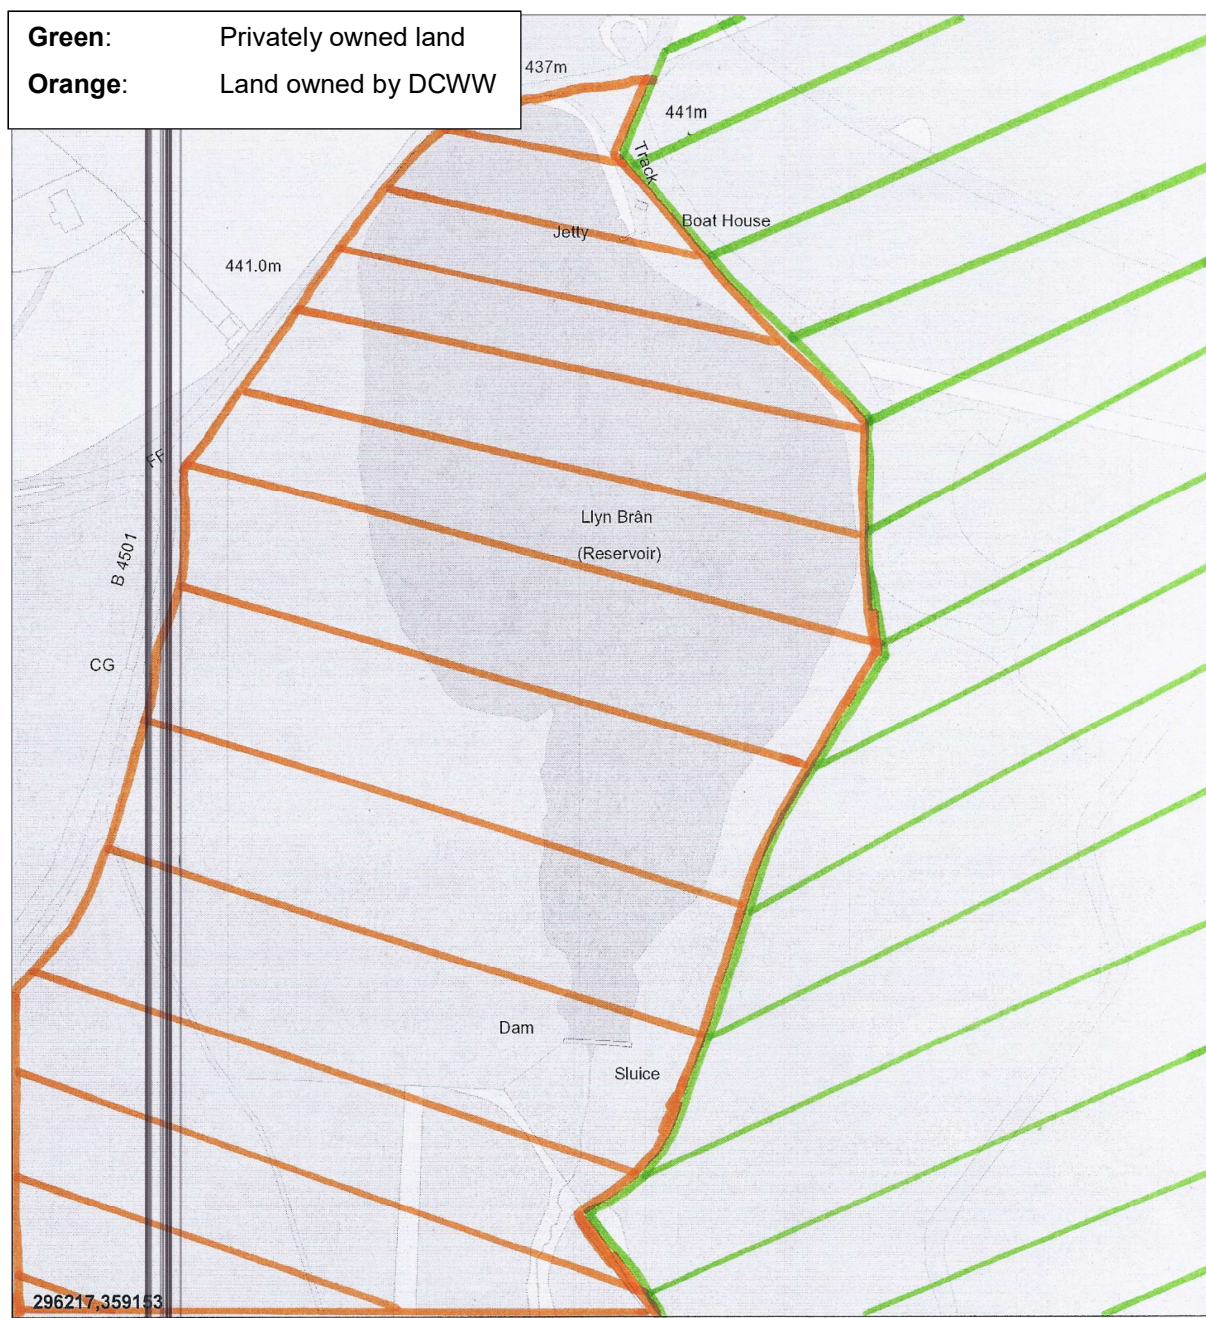 Green: Privately owned land
Orange: Land owned by DCWW
437m
441m
Track
Boat House
Jetty
441.0m
FF
Llyn Brân
(Reservoir)
B 4501
CG
Dam
Sluice
296217,359153